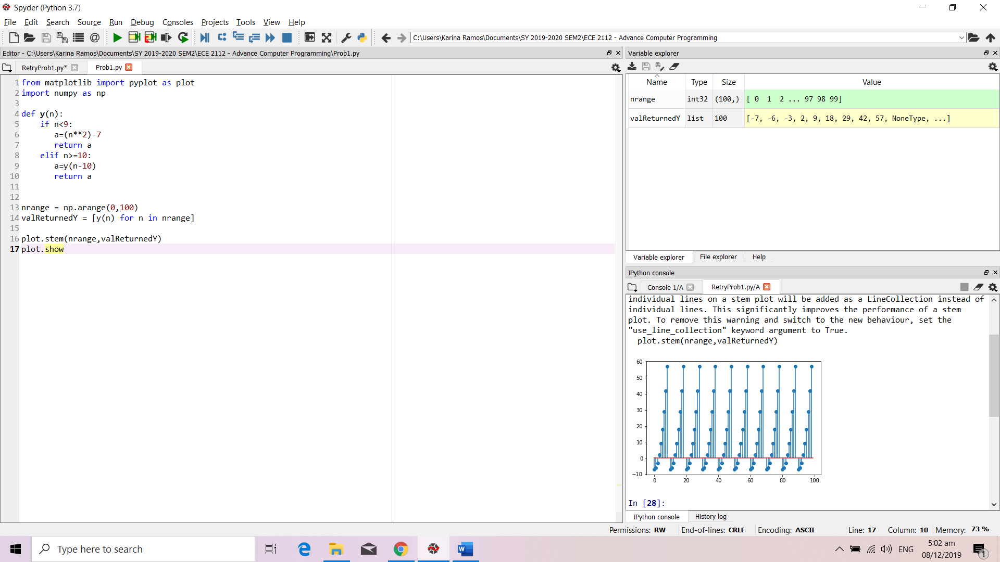 Spyder (Python 3.7)
File Edit Search Source Run Debug Consoles Projects Tools View Help
C:\Users\Karina Ramos\Documents\SY 2019-2020 SEM2\ECE 2112 - Advance Computer Programming
Editor - C:\Users\Karina Ramos\Documents\SY 2019-2020 SEM2\ECE 2112 - Advance Computer Programming\Prob1.py
RetryProb1.py* Prob1.py
1 from matplotlib import pyplot as plot
2 import numpy as np
3
4 def y(n):
5 if n<9:
6 a=(n**2)-7
7 return a
8 elif n>=10:
9 a=y(n-10)
10 return a
11
12
13 nrange = np.arange(0,100)
14 valReturnedY = [y(n) for n in nrange]
15
16 plot.stem(nrange,valReturnedY)
17 plot.show
Variable explorer
Name Type Size Value
nrange int32 (100,) [ 0 1 2 ... 97 98 99]
valReturnedY list 100 [-7, -6, -3, 2, 9, 18, 29, 42, 57, NoneType, ...]
Variable explorer File explorer Help
IPython console
Console 1/A RetryProb1.py/A
individual lines on a stem plot will be added as a LineCollection instead of
individual lines. This significantly improves the performance of a stem
plot. To remove this warning and switch to the new behaviour, set the
"use_line_collection" keyword argument to True.
plot.stem(nrange,valReturnedY)
60
50
40
30
20
10
0
−10
0 20 40 60 80 100
In [28]:
IPython console History log
Permissions: RW End-of-lines: CRLF Encoding: ASCII Line: 17 Column: 10 Memory: 73 %
Type here to search
ENG
5:02 am
08/12/2019
1